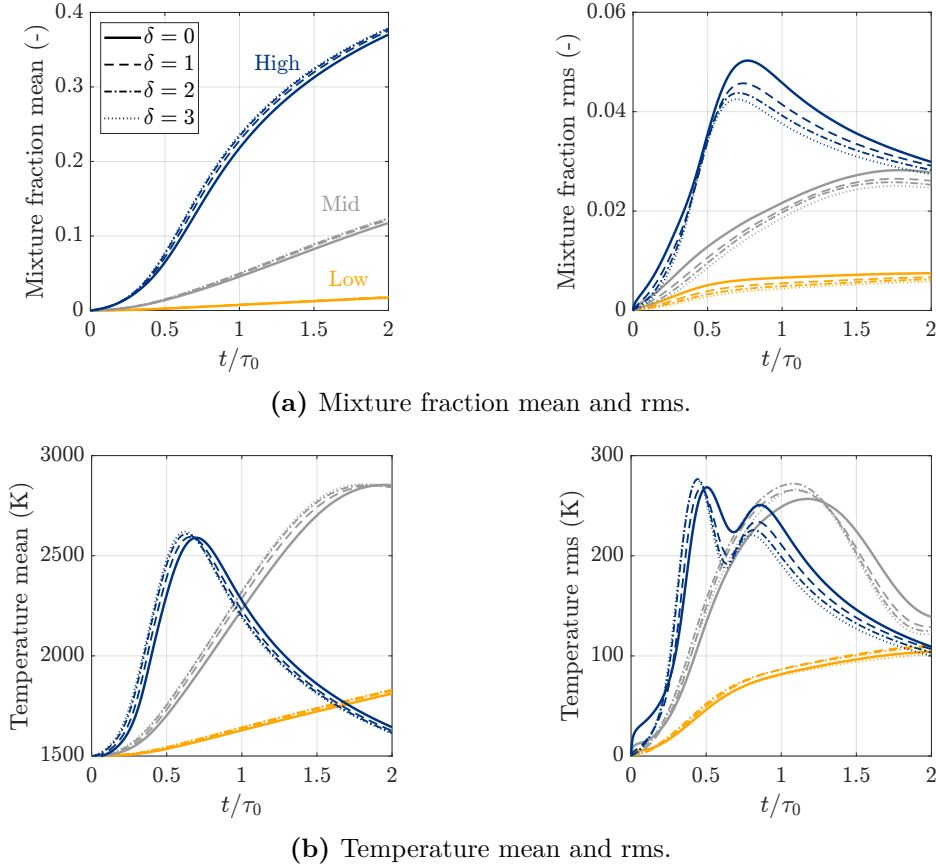 Mixture fraction mean (-)
0.4
0.3
0.2
0.1
0
δ = 0
δ = 1
δ = 2
δ = 3
High
Mid
Low
0 0.5 1 1.5 2
t/τ₀
Mixture fraction rms (-)
0.06
0.04
0.02
0
0 0.5 1 1.5 2
t/τ₀
(a) Mixture fraction mean and rms.
Temperature mean (K)
3000
2500
2000
1500
0 0.5 1 1.5 2
t/τ₀
Temperature rms (K)
300
200
100
0
0 0.5 1 1.5 2
t/τ₀
(b) Temperature mean and rms.